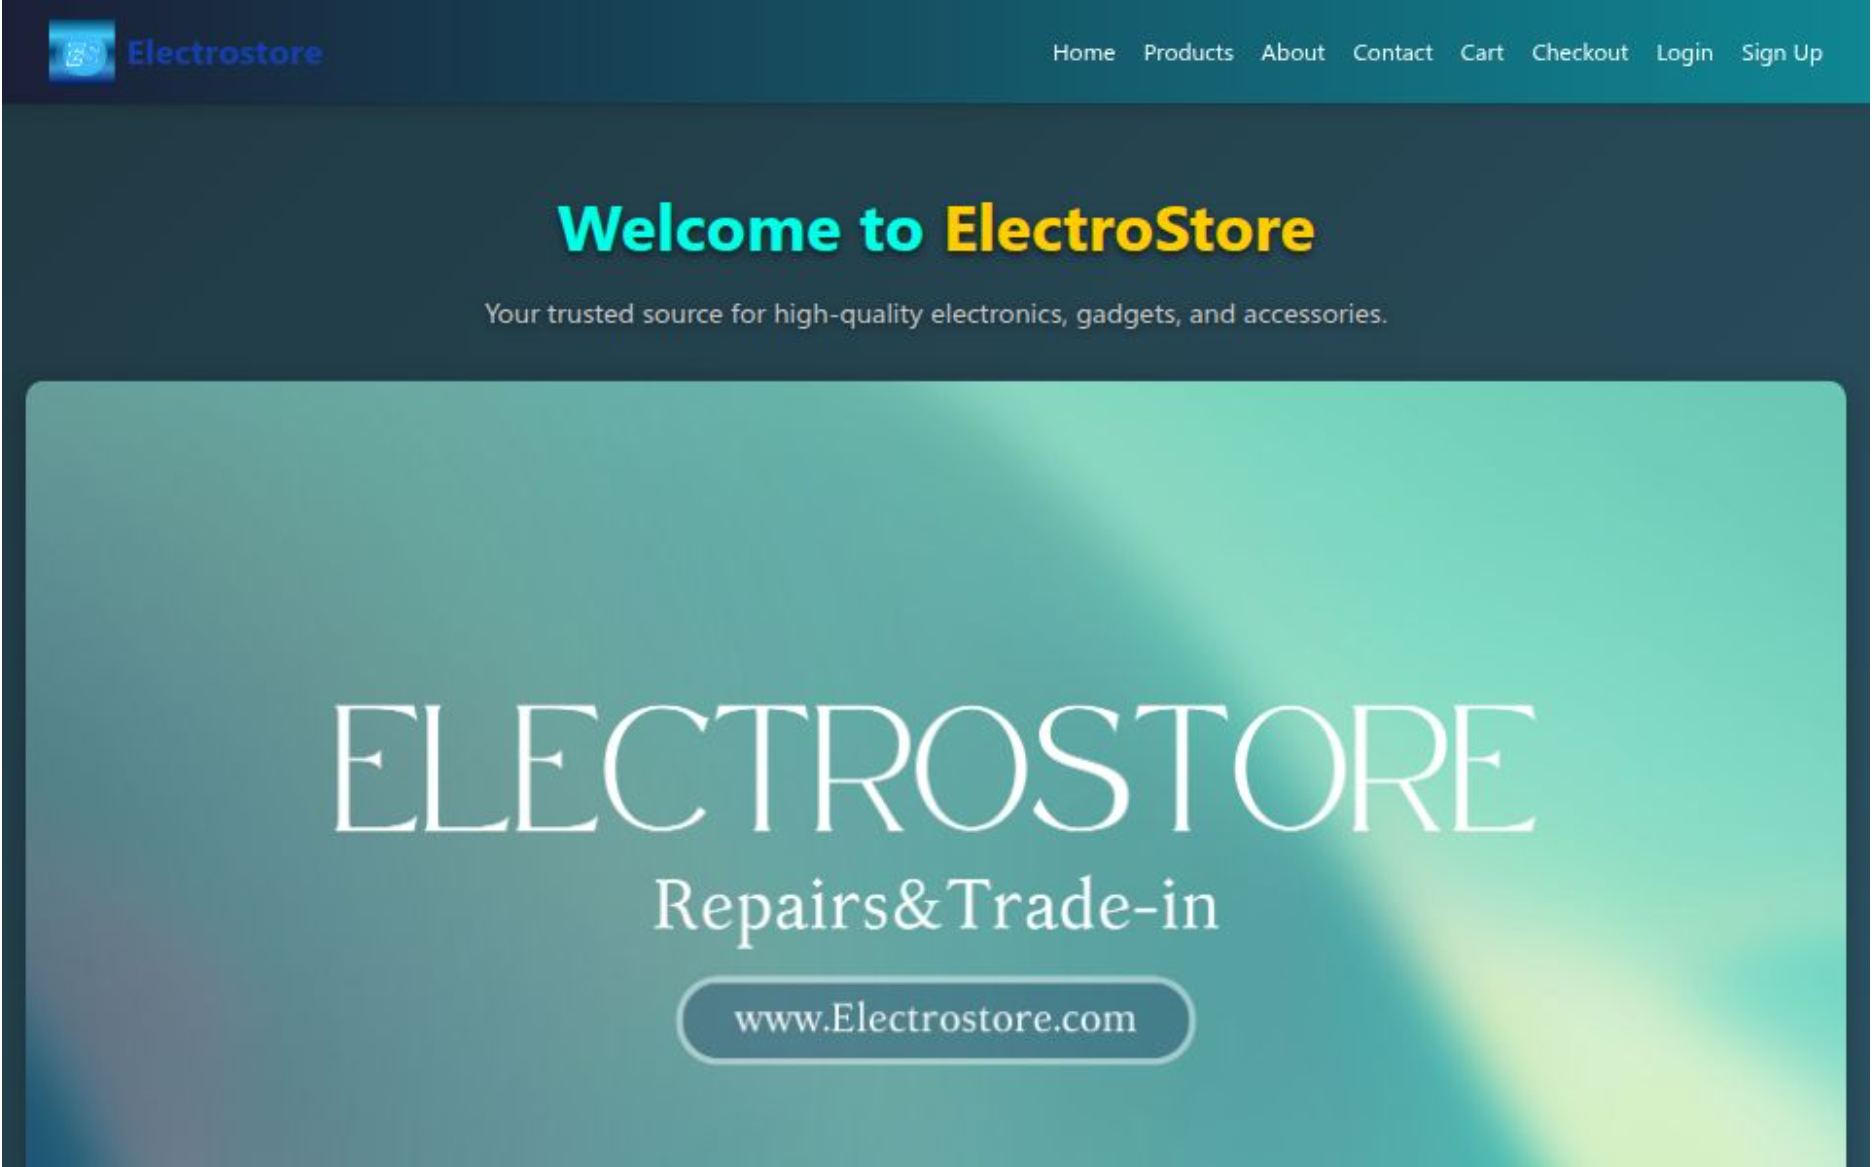 ES Electrostore
Home Products About Contact Cart Checkout Login Sign Up
Welcome to ElectroStore
Your trusted source for high-quality electronics, gadgets, and accessories.
ELECTROSTORE
Repairs&Trade-in
www.Electrostore.com